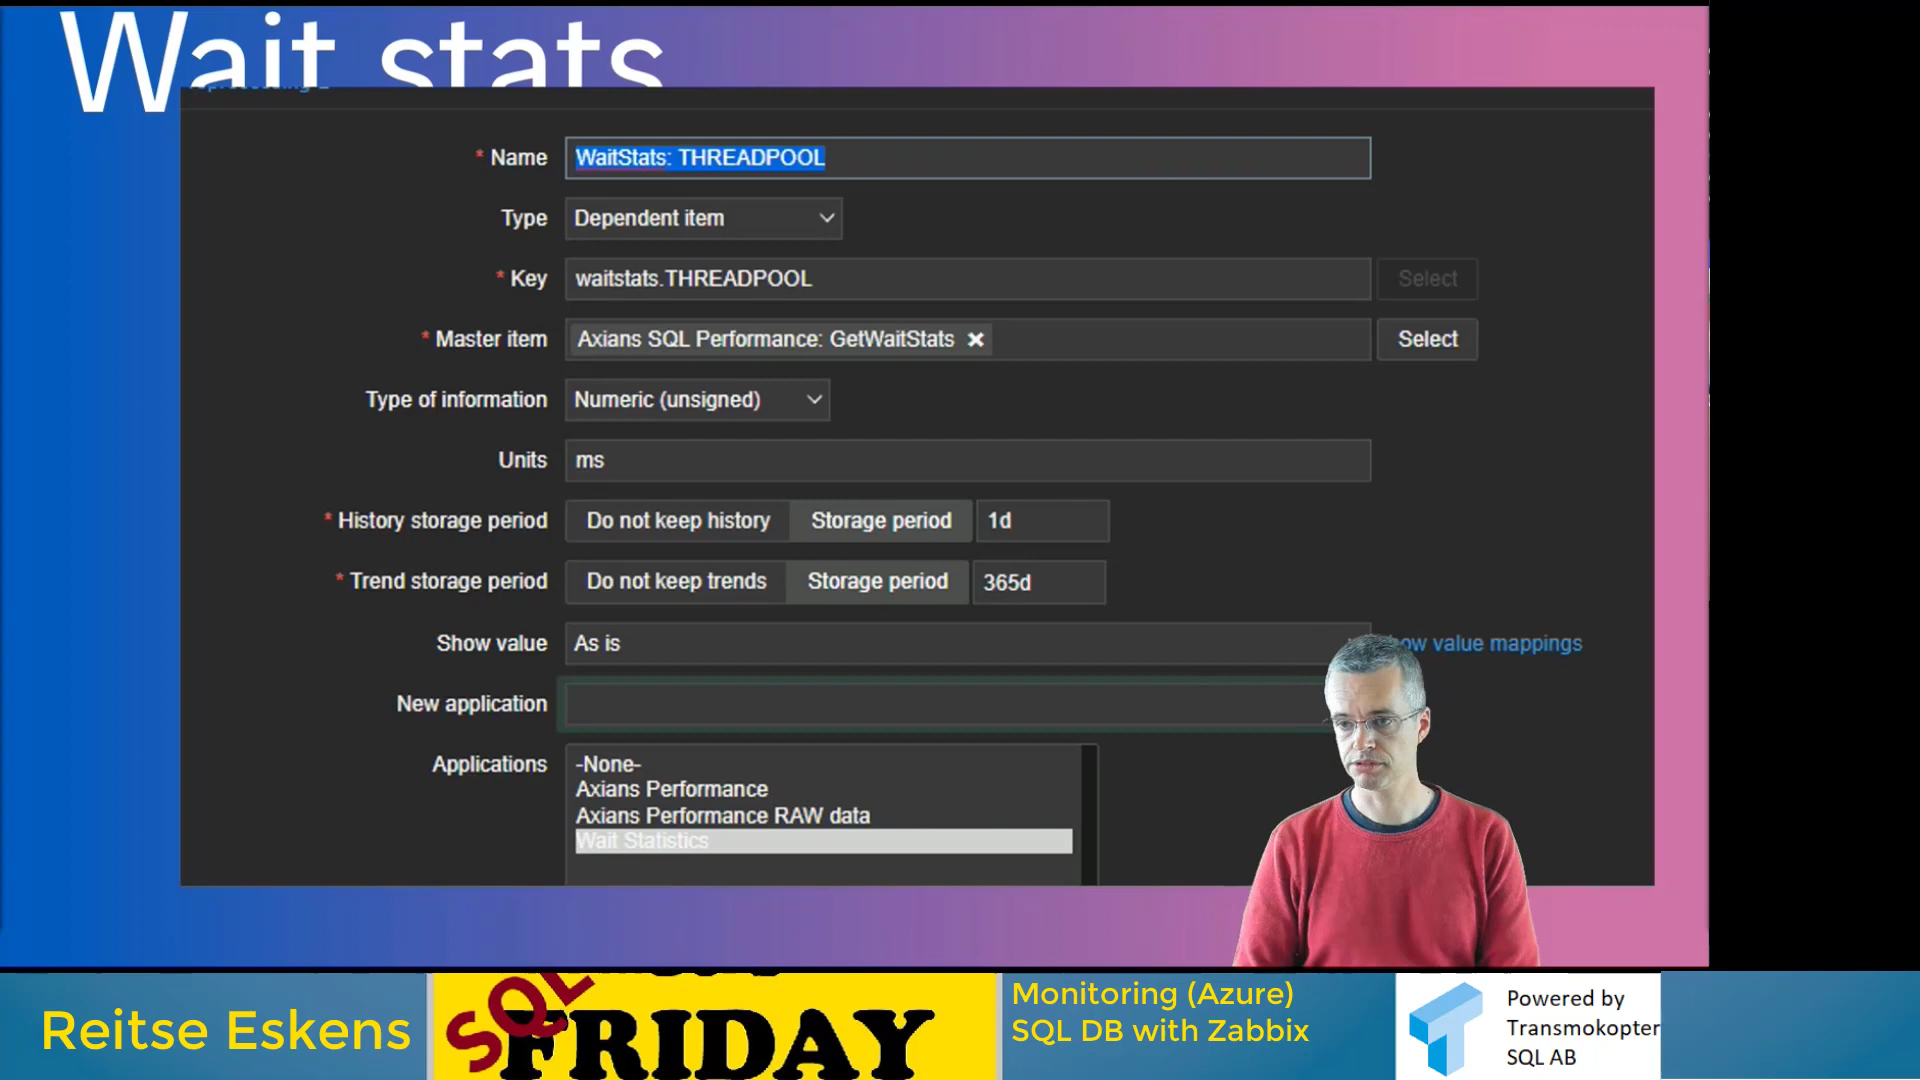 Wait stats
* Name WaitStats: THREADPOOL
Type Dependent item
* Key waitstats.THREADPOOL Select
* Master item Axians SQL Performance: GetWaitStats × Select
Type of information Numeric (unsigned)
Units ms
* History storage period Do not keep history Storage period 1d
* Trend storage period Do not keep trends Storage period 365d
Show value As is value mappings
New application
Applications -None-
Axians Performance
Axians Performance RAW data
Wait Statistics
Reitse Eskens
SQL
FRIDAY
Monitoring (Azure)
SQL DB with Zabbix
Powered by
Transmokopter
SQL AB